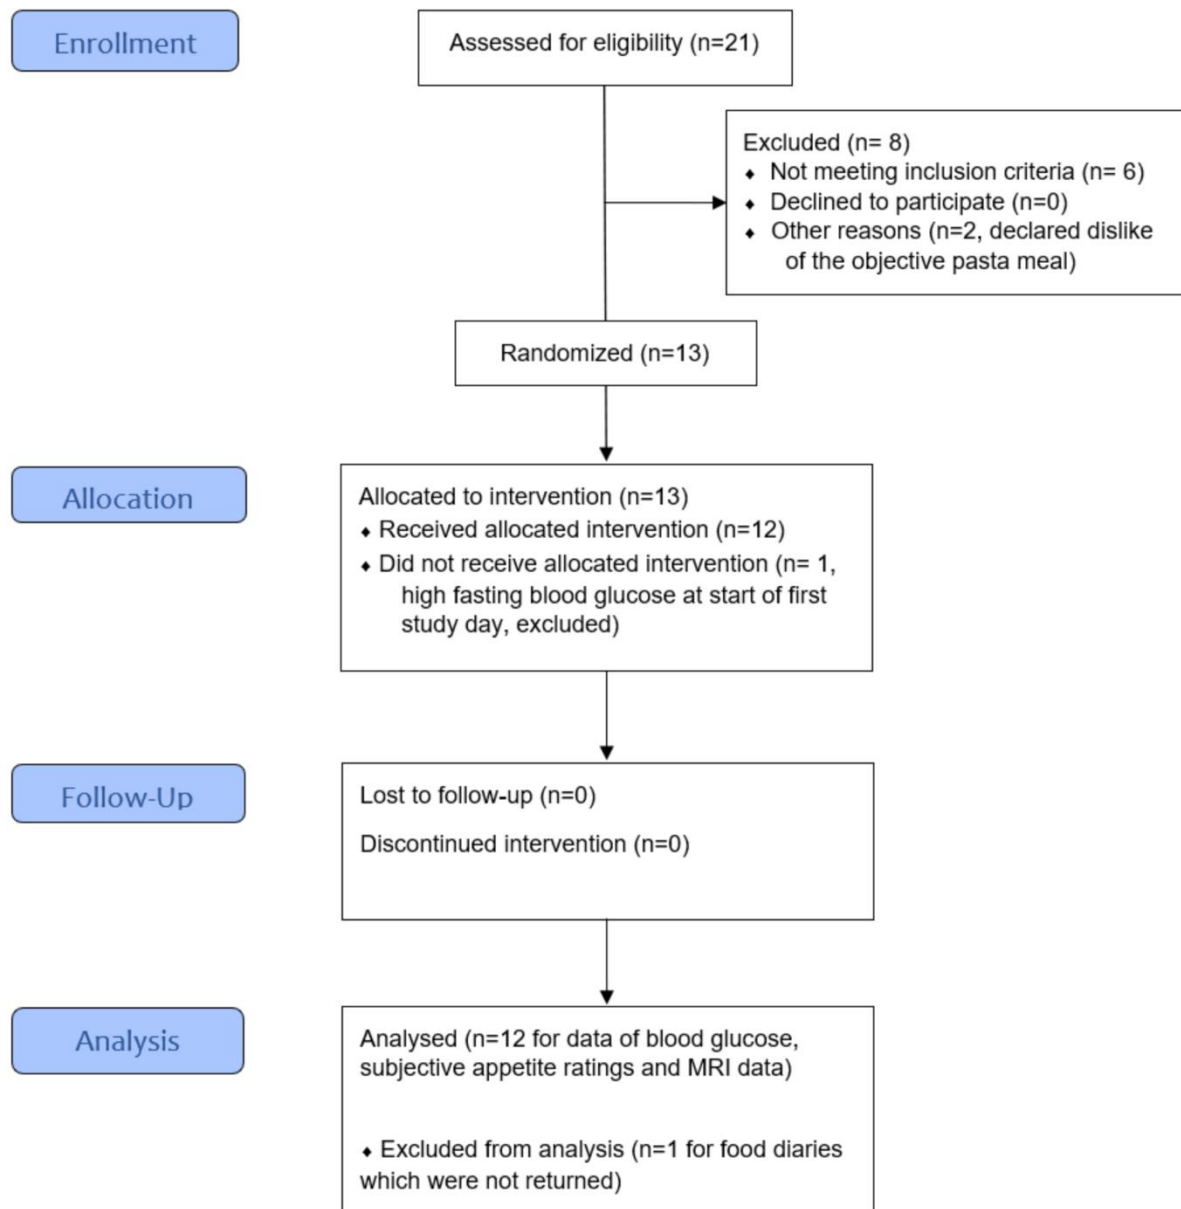 Enrollment
Assessed for eligibility (n=21)
Excluded (n= 8)
⬧ Not meeting inclusion criteria (n= 6)
⬧ Declined to participate (n=0)
⬧ Other reasons (n=2, declared dislike
of the objective pasta meal)
Randomized (n=13)
Allocation
Allocated to intervention (n=13)
⬧ Received allocated intervention (n=12)
⬧ Did not receive allocated intervention (n= 1,
high fasting blood glucose at start of first
study day, excluded)
Follow-Up
Lost to follow-up (n=0)
Discontinued intervention (n=0)
Analysis
Analysed (n=12 for data of blood glucose,
subjective appetite ratings and MRI data)
⬧ Excluded from analysis (n=1 for food diaries
which were not returned)